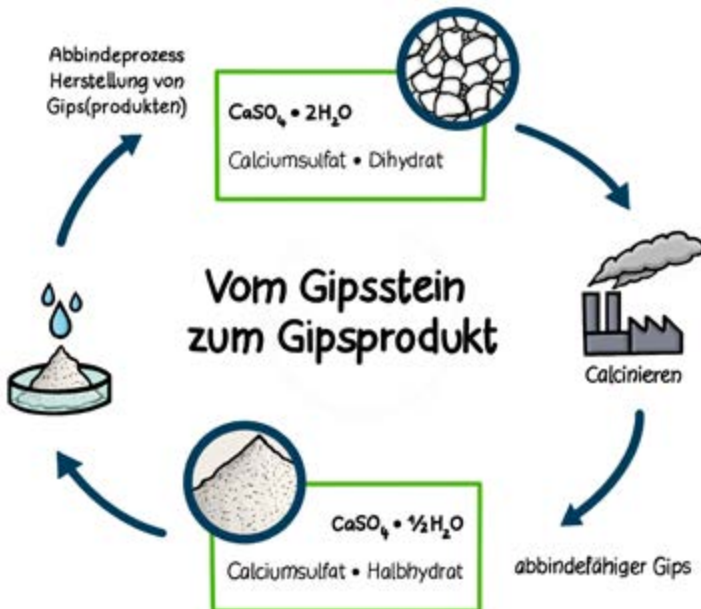 Abbindeprozess
Herstellung von
Gips(produkten)
CaSO₄ • 2H₂O
Calciumsulfat • Dihydrat
Vom Gipsstein
zum Gipsprodukt
Calcinieren
CaSO₄ • ½H₂O
Calciumsulfat • Halbhydrat
abbindefähiger Gips